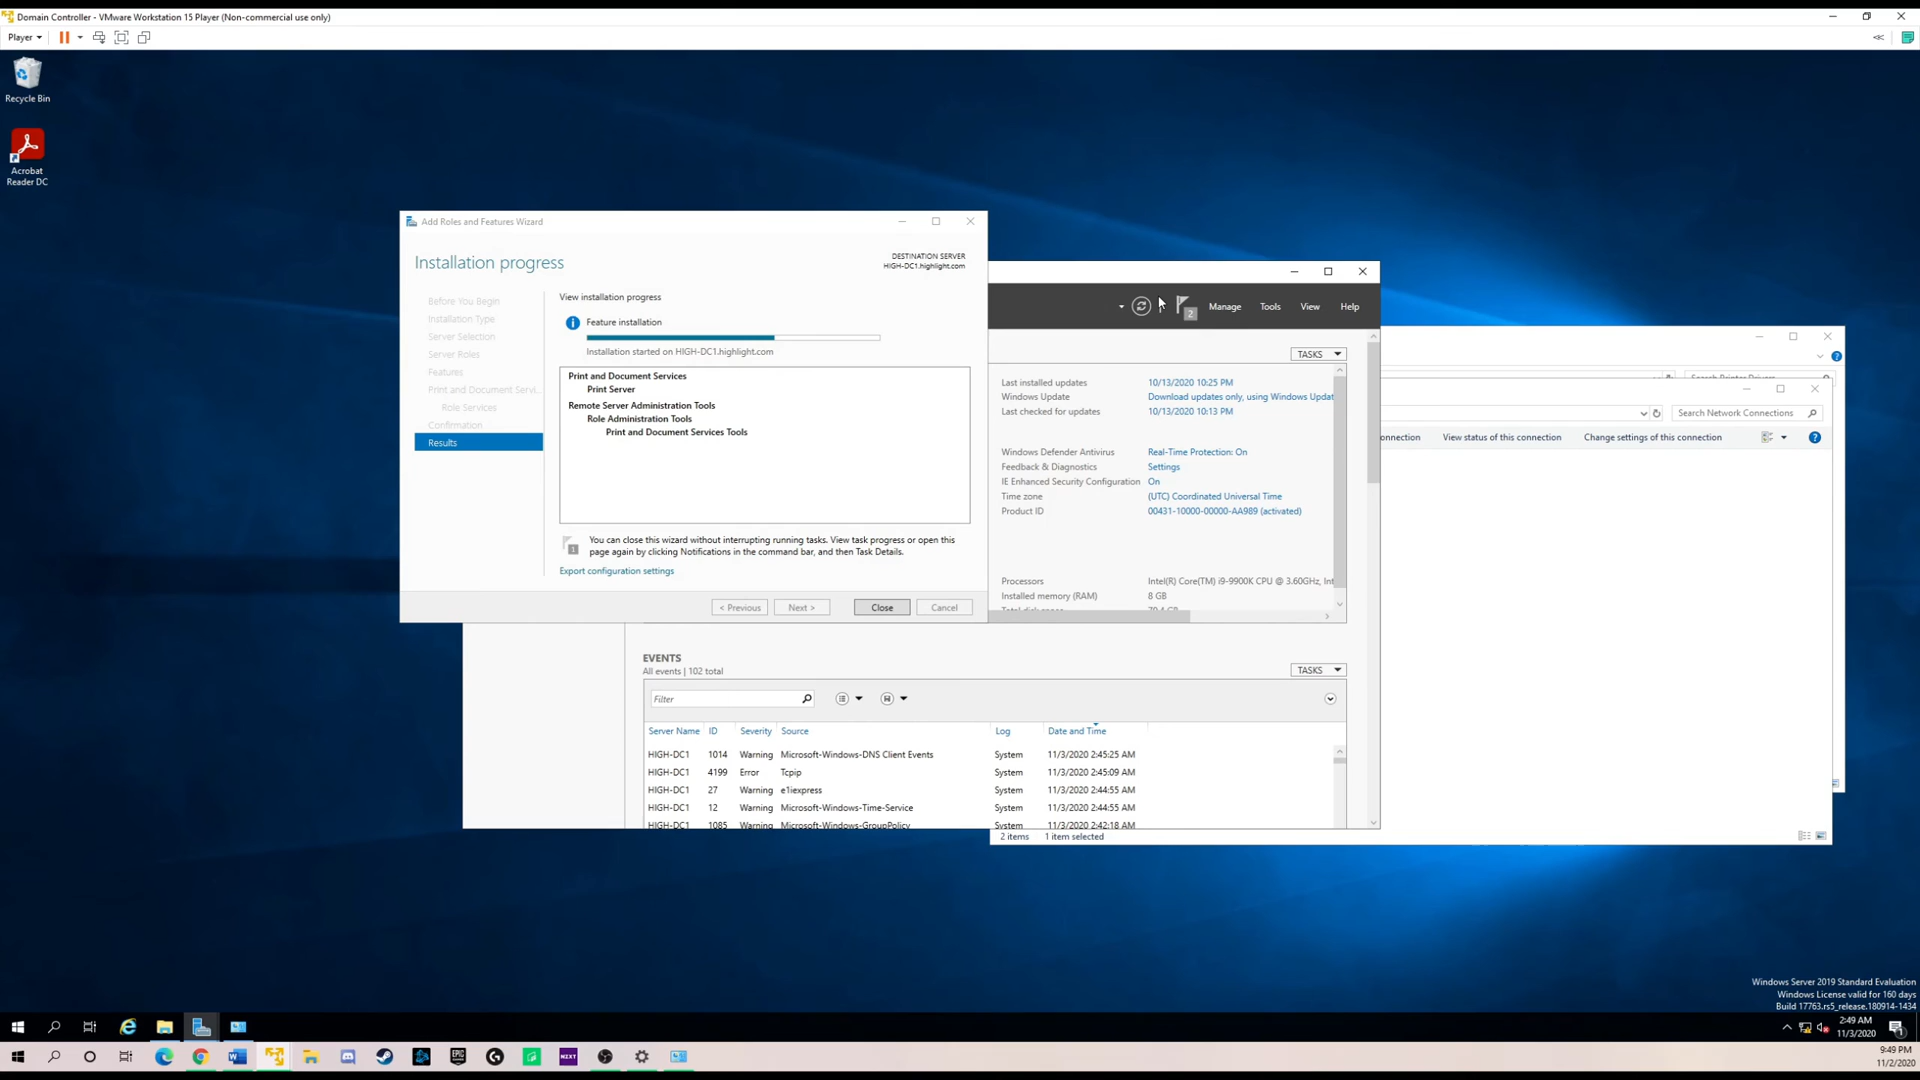 Domain Controller - VMware Workstation 15 Player (Non-commercial use only)
Player
Recycle Bin
Acrobat
Reader DC
Add Roles and Features Wizard
Installation progress
DESTINATION SERVER
HIGH-DC1.highlight.com
Before You Begin
Installation Type
Server Selection
Server Roles
Features
Print and Document Servi...
Role Services
Confirmation
Results
View installation progress
Feature installation
Installation started on HIGH-DC1.highlight.com
Print and Document Services
Print Server
Remote Server Administration Tools
Role Administration Tools
Print and Document Services Tools
You can close this wizard without interrupting running tasks. View task progress or open this
page again by clicking Notifications in the command bar, and then Task Details.
Export configuration settings
< Previous
Next >
Close
Cancel
2
Manage
Tools
View
Help
TASKS
Last installed updates 10/13/2020 10:25 PM
Windows Update Download updates only, using Windows Updat
Last checked for updates 10/13/2020 10:13 PM
Windows Defender Antivirus Real-Time Protection: On
Feedback & Diagnostics Settings
IE Enhanced Security Configuration On
Time zone (UTC) Coordinated Universal Time
Product ID 00431-10000-00000-AA989 (activated)
Processors Intel(R) Core(TM) i9-9900K CPU @ 3.60GHz, Int
Installed memory (RAM) 8 GB
EVENTS
All events | 102 total
TASKS
Filter
Server Name ID Severity Source Log Date and Time
HIGH-DC1 1014 Warning Microsoft-Windows-DNS Client Events System 11/3/2020 2:45:25 AM
HIGH-DC1 4199 Error Tcpip System 11/3/2020 2:45:09 AM
HIGH-DC1 27 Warning e1iexpress System 11/3/2020 2:44:55 AM
HIGH-DC1 12 Warning Microsoft-Windows-Time-Service System 11/3/2020 2:44:55 AM
HIGH-DC1 1085 Warning Microsoft-Windows-GroupPolicy System 11/3/2020 2:42:18 AM
Search Network Connections
onnection
View status of this connection
Change settings of this connection
2 items 1 item selected
Windows Server 2019 Standard Evaluation
Windows License valid for 160 days
Build 17763.rs5_release.180914-1434
2:49 AM
11/3/2020
NZXT
9:49 PM
11/2/2020